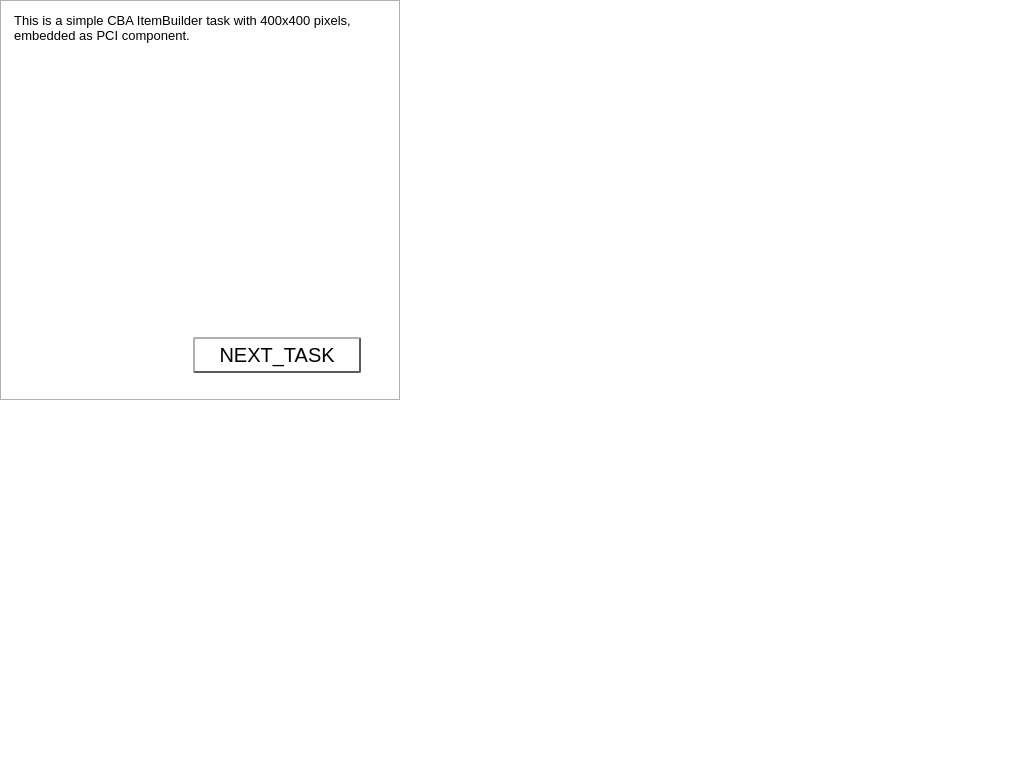 This is a simple CBA ItemBuilder task with 400x400 pixels,
embedded as PCI component.
NEXT_TASK